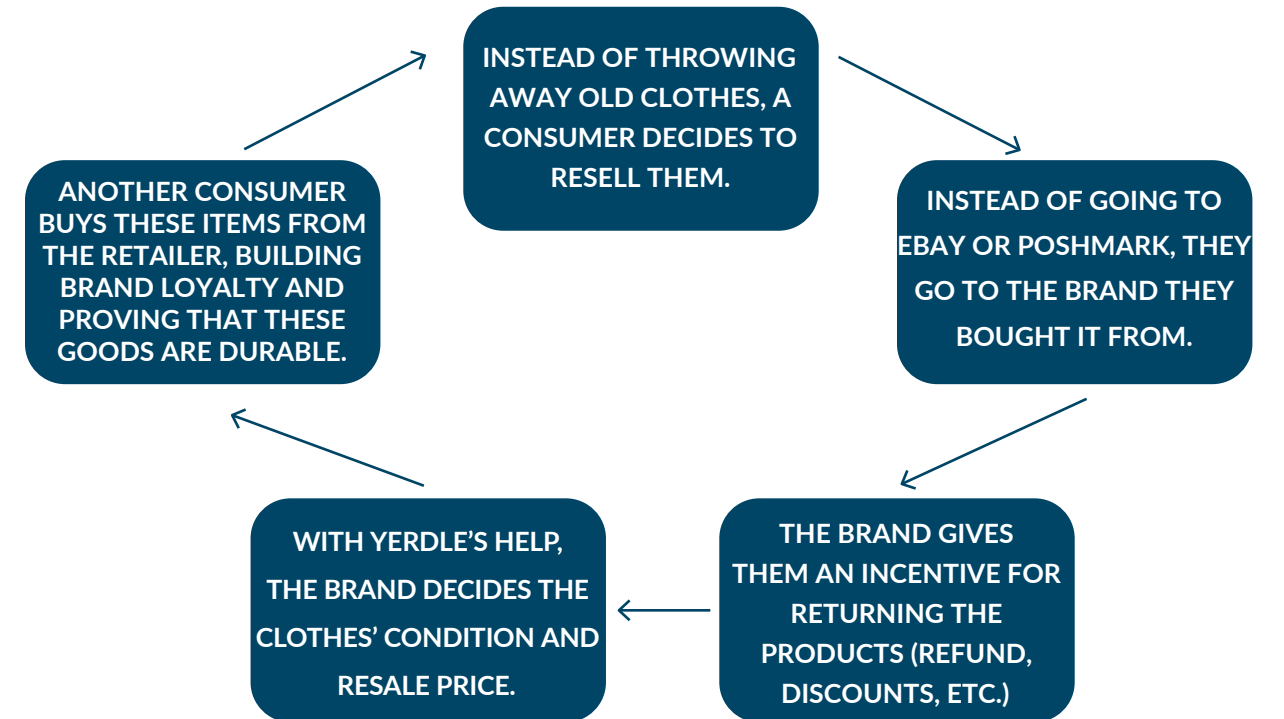 INSTEAD OF THROWING
AWAY OLD CLOTHES, A
CONSUMER DECIDES TO
RESELL THEM.
INSTEAD OF GOING TO
EBAY OR POSHMARK, THEY
GO TO THE BRAND THEY
BOUGHT IT FROM.
THE BRAND GIVES
THEM AN INCENTIVE FOR
RETURNING THE
PRODUCTS (REFUND,
DISCOUNTS, ETC.)
WITH YERDLE’S HELP,
THE BRAND DECIDES THE
CLOTHES’ CONDITION AND
RESALE PRICE.
ANOTHER CONSUMER
BUYS THESE ITEMS FROM
THE RETAILER, BUILDING
BRAND LOYALTY AND
PROVING THAT THESE
GOODS ARE DURABLE.